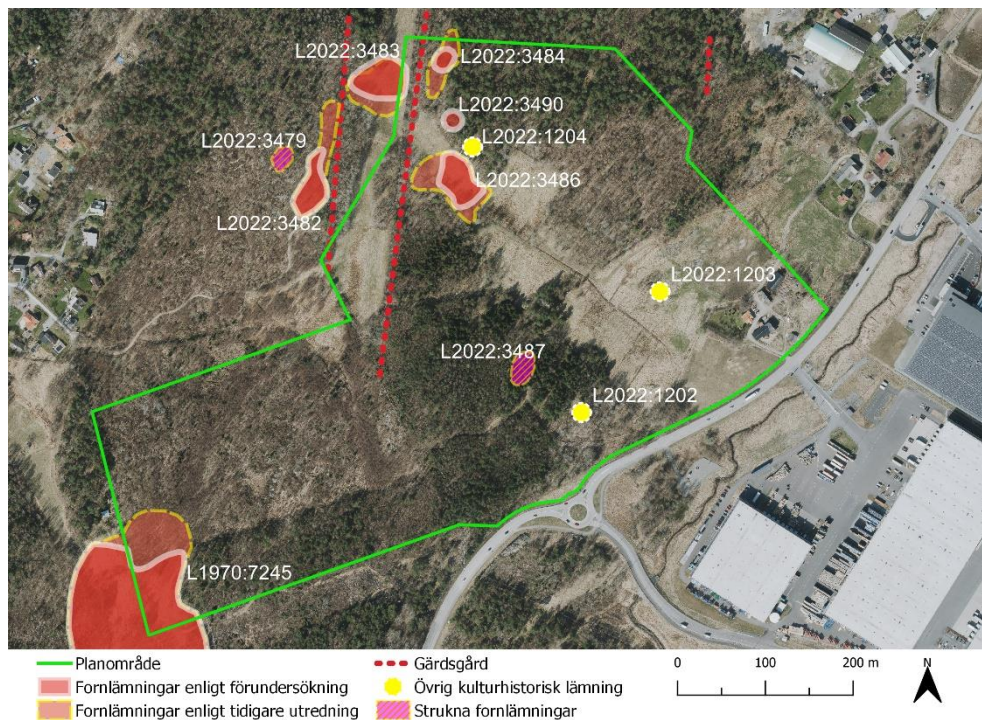 L2022:3483
L2022:3484
L2022:3490
L2022:3479
L2022:1204
L2022:3486
L2022:3482
L2022:1203
L2022:3487
L2022:1202
L1970:7245
Planområde
Gärdsgård
0 100 200 m
N
Fornlämningar enligt förundersökning
Övrig kulturhistorisk lämning
Fornlämningar enligt tidigare utredning
Strukna fornlämningar